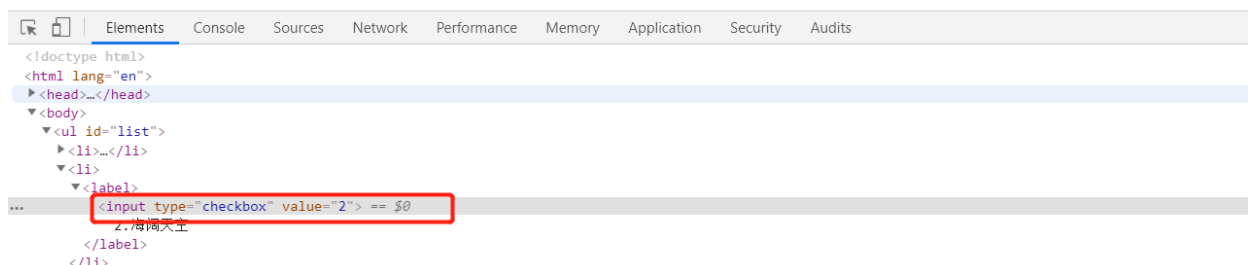 Elements Console Sources Network Performance Memory Application Security Audits
<!doctype html>
<html lang="en">
<head>…</head>
<body>
<ul id="list">
<li>…</li>
<li>
<label>
… <input type="checkbox" value="2"> == $0
2.海阔天空
</label>
</li>